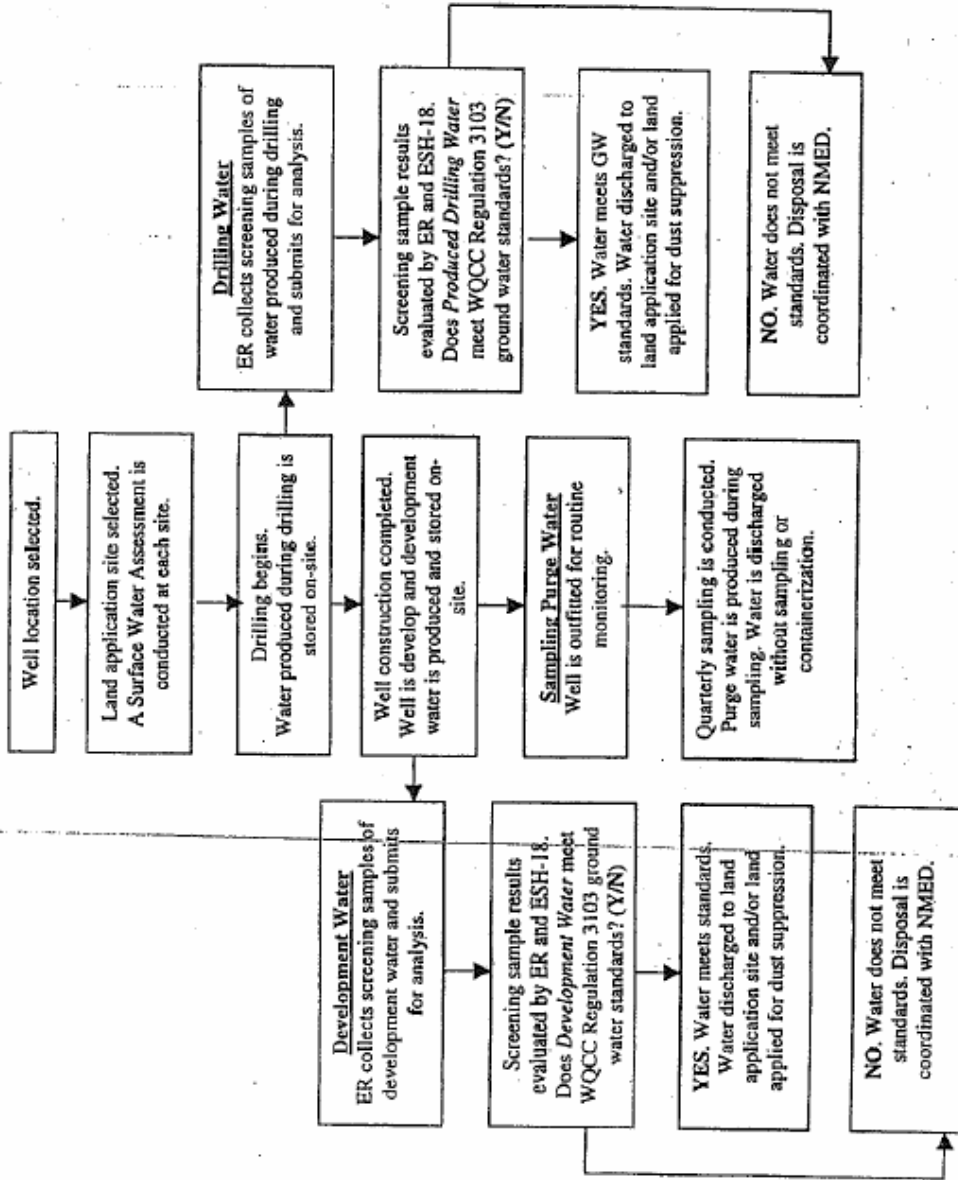 Well location selected.
Land application site selected.
A Surface Water Assessment is
conducted at each site.
Drilling begins.
Water produced during drilling is
stored on-site.
Drilling Water
ER collects screening samples of
water produced during drilling
and submits for analysis.
Screening sample results
evaluated by ER and ESH-18.
Does Produced Drilling Water
meet WQCC Regulation 3103
ground water standards? (Y/N)
YES. Water meets GW
standards. Water discharged to
land application site and/or land
applied for dust suppression.
NO. Water does not meet
standards. Disposal is
coordinated with NMED.
Well construction completed.
Well is develop and development
water is produced and stored on-
site.
Sampling Purge Water
Well is outfitted for routine
monitoring.
Quarterly sampling is conducted.
Purge water is produced during
sampling. Water is discharged
without sampling or
containerization.
Development Water
ER collects screening samples of
development water and submits
for analysis.
Screening sample results
evaluated by ER and ESH-18.
Does Development Water meet
WQCC Regulation 3103 ground
water standards? (Y/N)
YES. Water meets standards.
Water discharged to land
application site and/or land
applied for dust suppression.
NO. Water does not meet
standards. Disposal is
coordinated with NMED.